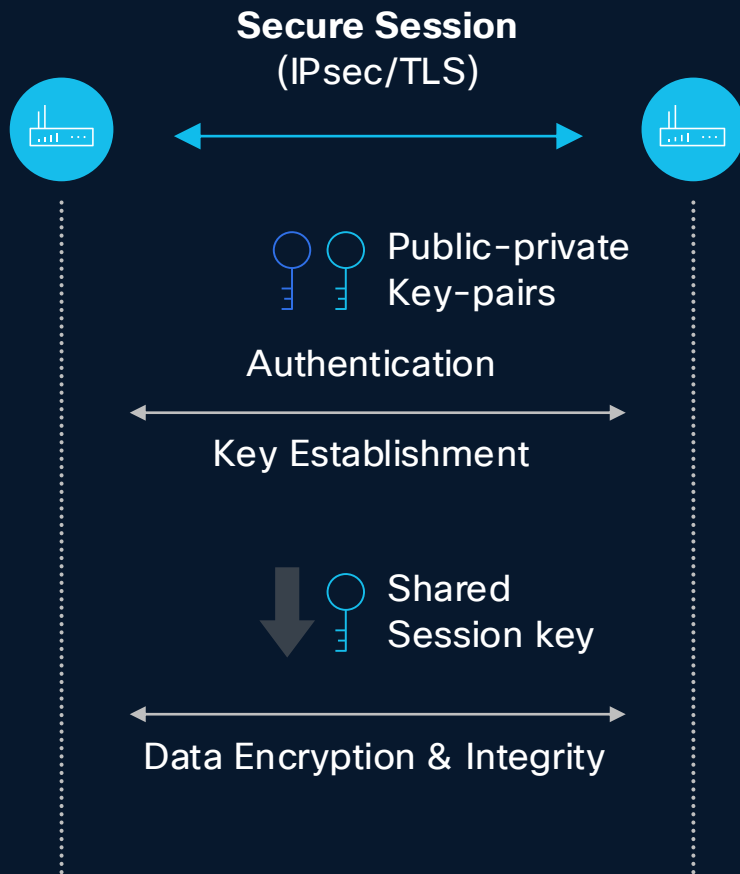 Secure Session
(IPsec/TLS)
Public-private
Key-pairs
Authentication
Key Establishment
Shared
Session key
Data Encryption & Integrity